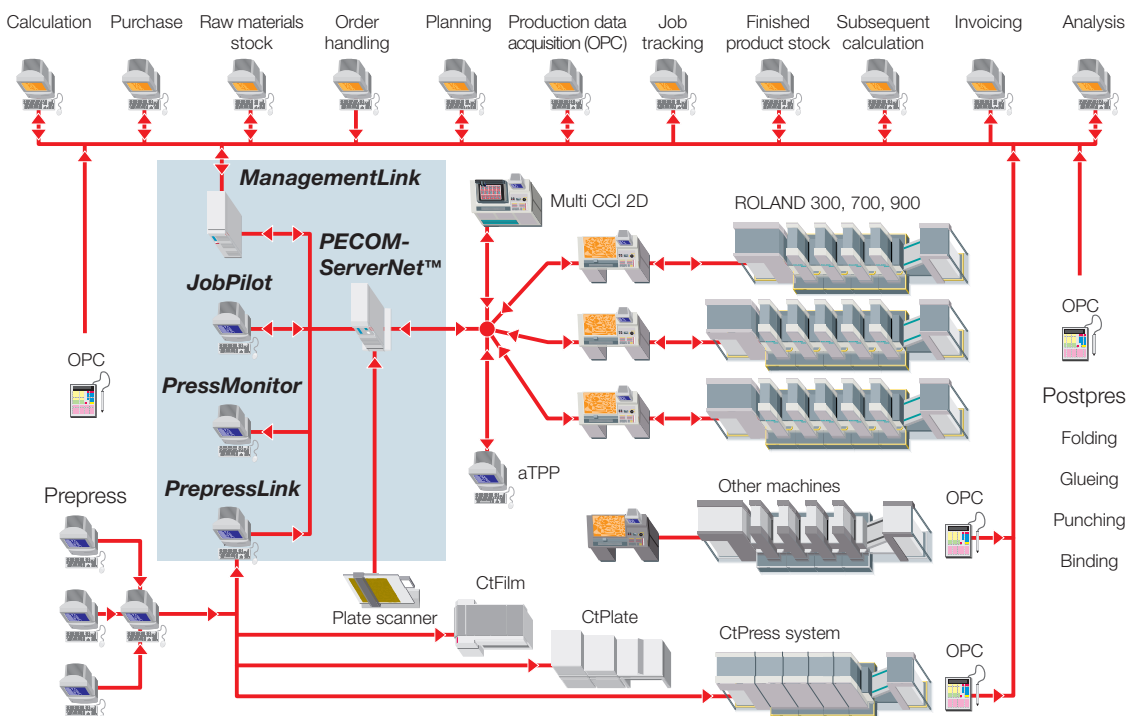 Calculation
Purchase
Raw materials
stock
Order
handling
Planning
Production data
acquisition (OPC)
Job
tracking
Finished
product stock
Subsequent
calculation
Invoicing
Analysis
ManagementLink
Multi CCI 2D
ROLAND 300, 700, 900
PECOM-
ServerNet™
JobPilot
OPC
OPC
PressMonitor
Postpres
Folding
aTPP
Glueing
PrepressLink
Prepress
Other machines
OPC
Punching
Binding
CtFilm
Plate scanner
CtPlate
CtPress system
OPC